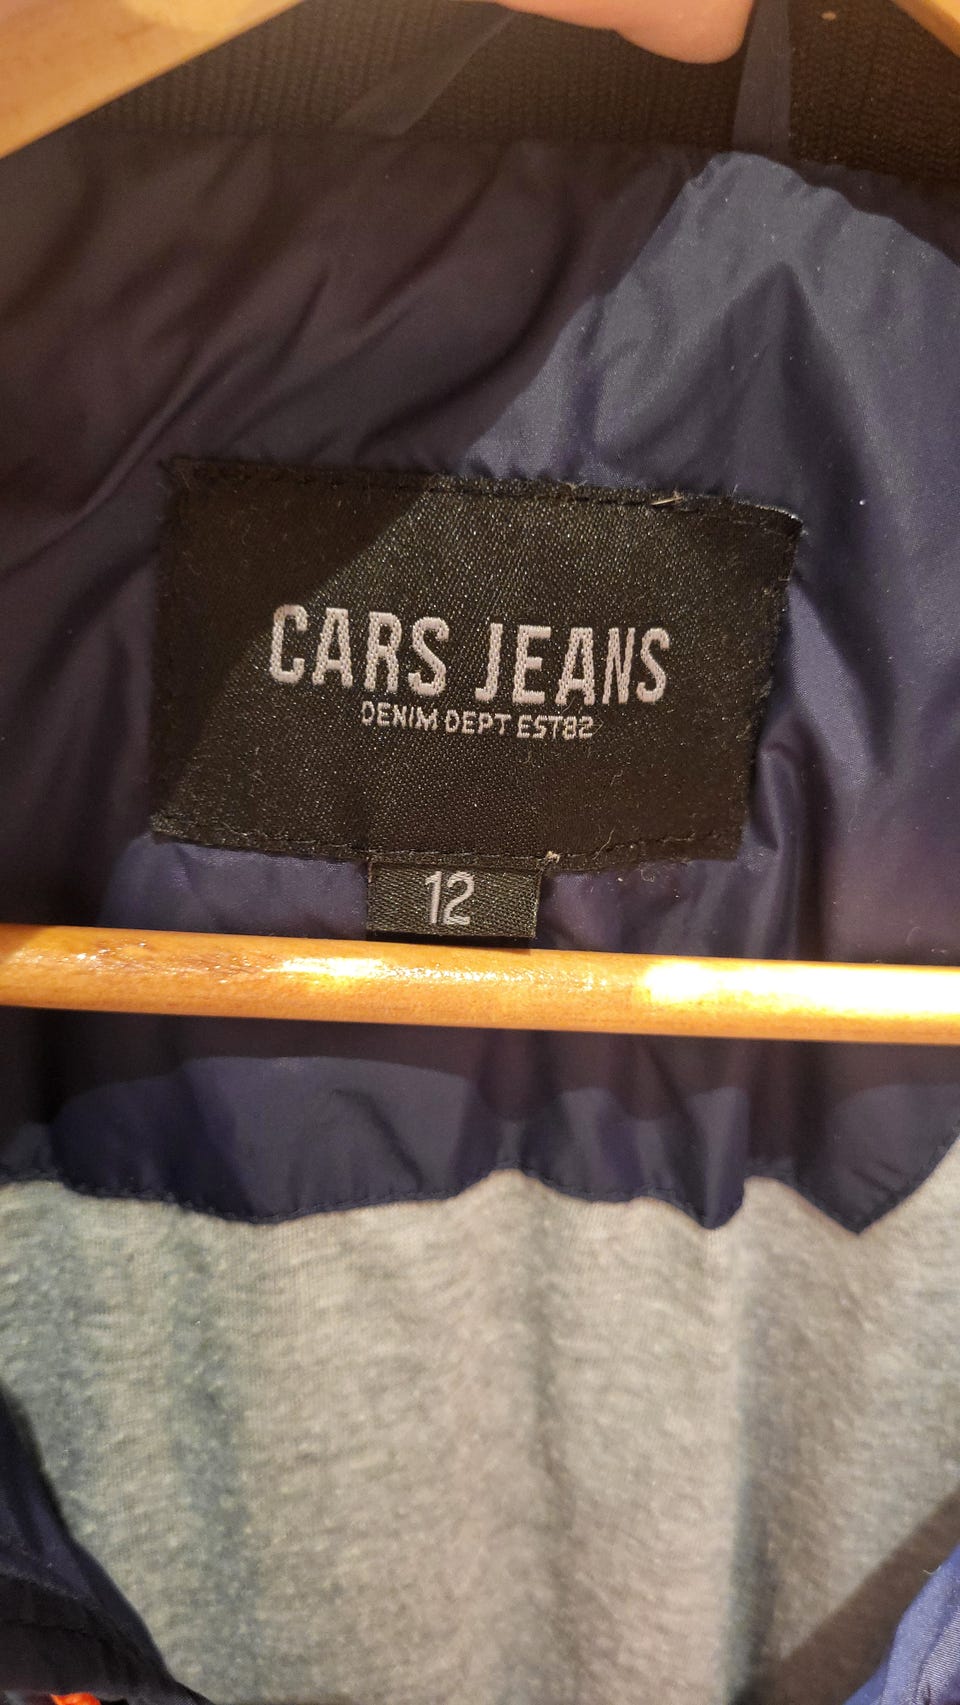 CARS JEANS
DENIM DEPT EST82
12